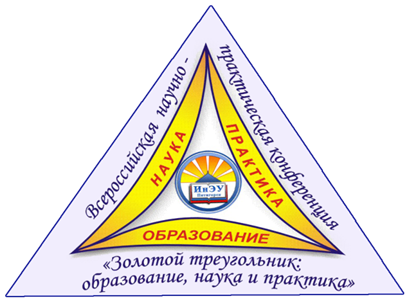 Всероссийская научно-
практическая конференция
НАУКА
ПРАКТИКА
ИнЭУ
ОБРАЗОВАНИЕ
«Золотой треугольник:
образование, наука и практика»